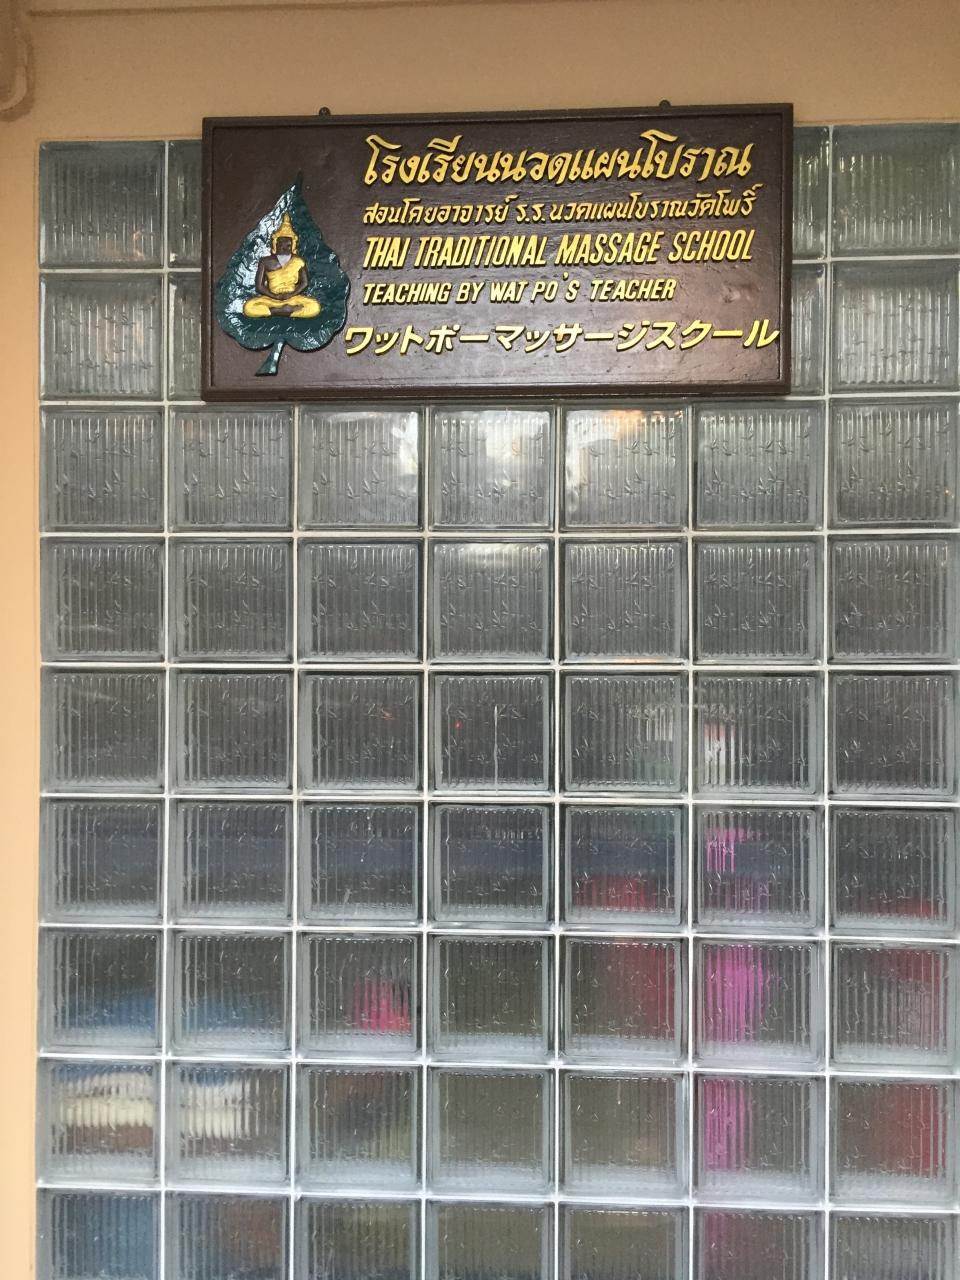 โรงเรียนนวดแผนโบราณ
สอนโดยอาจารย์ ร.ร. นวดแผนโบราณวัดโพธิ์
THAI TRADITIONAL MASSAGE SCHOOL
TEACHING BY WAT PO'S TEACHER
ワットポーマッサージスクール